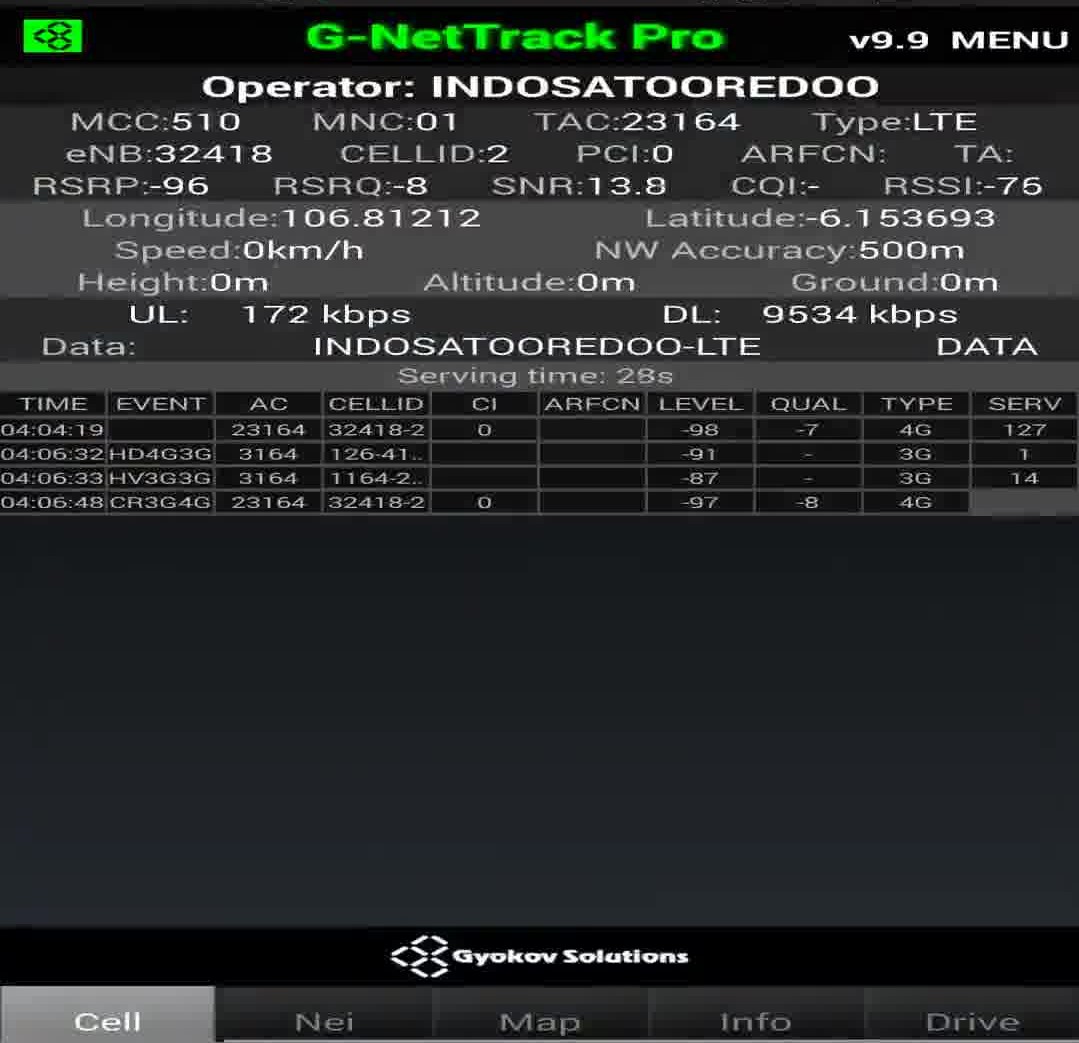 G-NetTrack Pro v9.9 MENU
Operator: INDOSATOOREDOO
MCC:510 MNC:01 TAC:23164 Type:LTE
eNB:32418 CELLID:2 PCI:0 ARFCN: TA:
RSRP:-96 RSRQ:-8 SNR:13.8 CQI:- RSSI:-75
Longitude:106.81212 Latitude:-6.153693
Speed:0km/h NW Accuracy:500m
Height:0m Altitude:0m Ground:0m
UL: 172 kbps DL: 9534 kbps
Data: INDOSATOOREDOO-LTE DATA
Serving time: 28s
TIME EVENT AC CELLID CI ARFCN LEVEL QUAL TYPE SERV
04:04:19 23164 32418-2 0 -98 -7 4G 127
04:06:32 HD4G3G 3164 126-41.. -91 - 3G 1
04:06:33 HV3G3G 3164 1164-2.. -87 - 3G 14
04:06:48 CR3G4G 23164 32418-2 0 -97 -8 4G
Gyokov Solutions
Cell Nei Map Info Drive